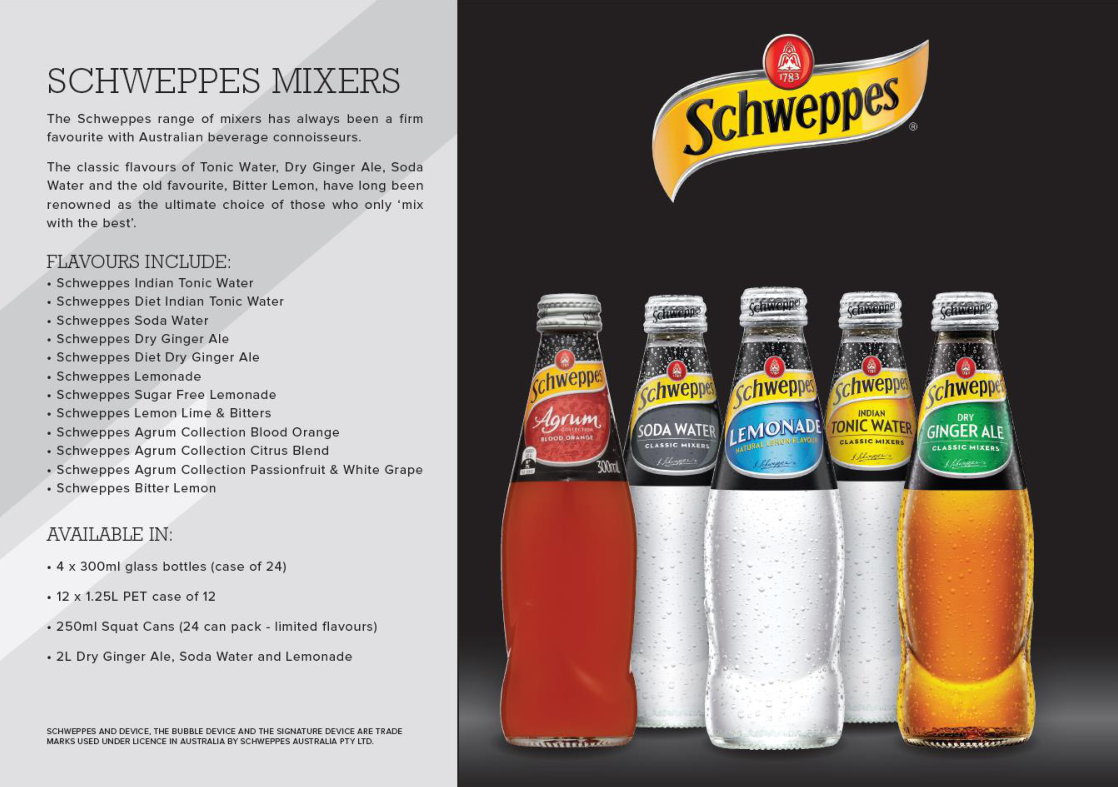 SCHWEPPES MIXERS
The Schweppes range of mixers has always been a firm
favourite with Australian beverage connoisseurs.
The classic flavours of Tonic Water, Dry Ginger Ale, Soda
Water and the old favourite, Bitter Lemon, have long been
renowned as the ultimate choice of those who only ‘mix
with the best’.
FLAVOURS INCLUDE:
• Schweppes Indian Tonic Water
• Schweppes Diet Indian Tonic Water
• Schweppes Soda Water
• Schweppes Dry Ginger Ale
• Schweppes Diet Dry Ginger Ale
• Schweppes Lemonade
• Schweppes Sugar Free Lemonade
• Schweppes Lemon Lime & Bitters
• Schweppes Agrum Collection Blood Orange
• Schweppes Agrum Collection Citrus Blend
• Schweppes Agrum Collection Passionfruit & White Grape
• Schweppes Bitter Lemon
AVAILABLE IN:
• 4 x 300ml glass bottles (case of 24)
• 12 x 1.25L PET case of 12
• 250ml Squat Cans (24 can pack - limited flavours)
• 2L Dry Ginger Ale, Soda Water and Lemonade
SCHWEPPES AND DEVICE, THE BUBBLE DEVICE AND THE SIGNATURE DEVICE ARE TRADE
MARKS USED UNDER LICENCE IN AUSTRALIA BY SCHWEPPES AUSTRALIA PTY LTD.
1783
Schweppes
®
Schweppes
Agrum
COLLECTION
BLOOD ORANGE
300mL
Schweppes
Schweppes
SODA WATER
CLASSIC MIXERS
Schweppes
Schweppes
LEMONADE
NATURAL LEMON FLAVOUR
Schweppes
Schweppes
INDIAN
TONIC WATER
CLASSIC MIXERS
Schweppes
Schweppes
DRY
GINGER ALE
CLASSIC MIXERS